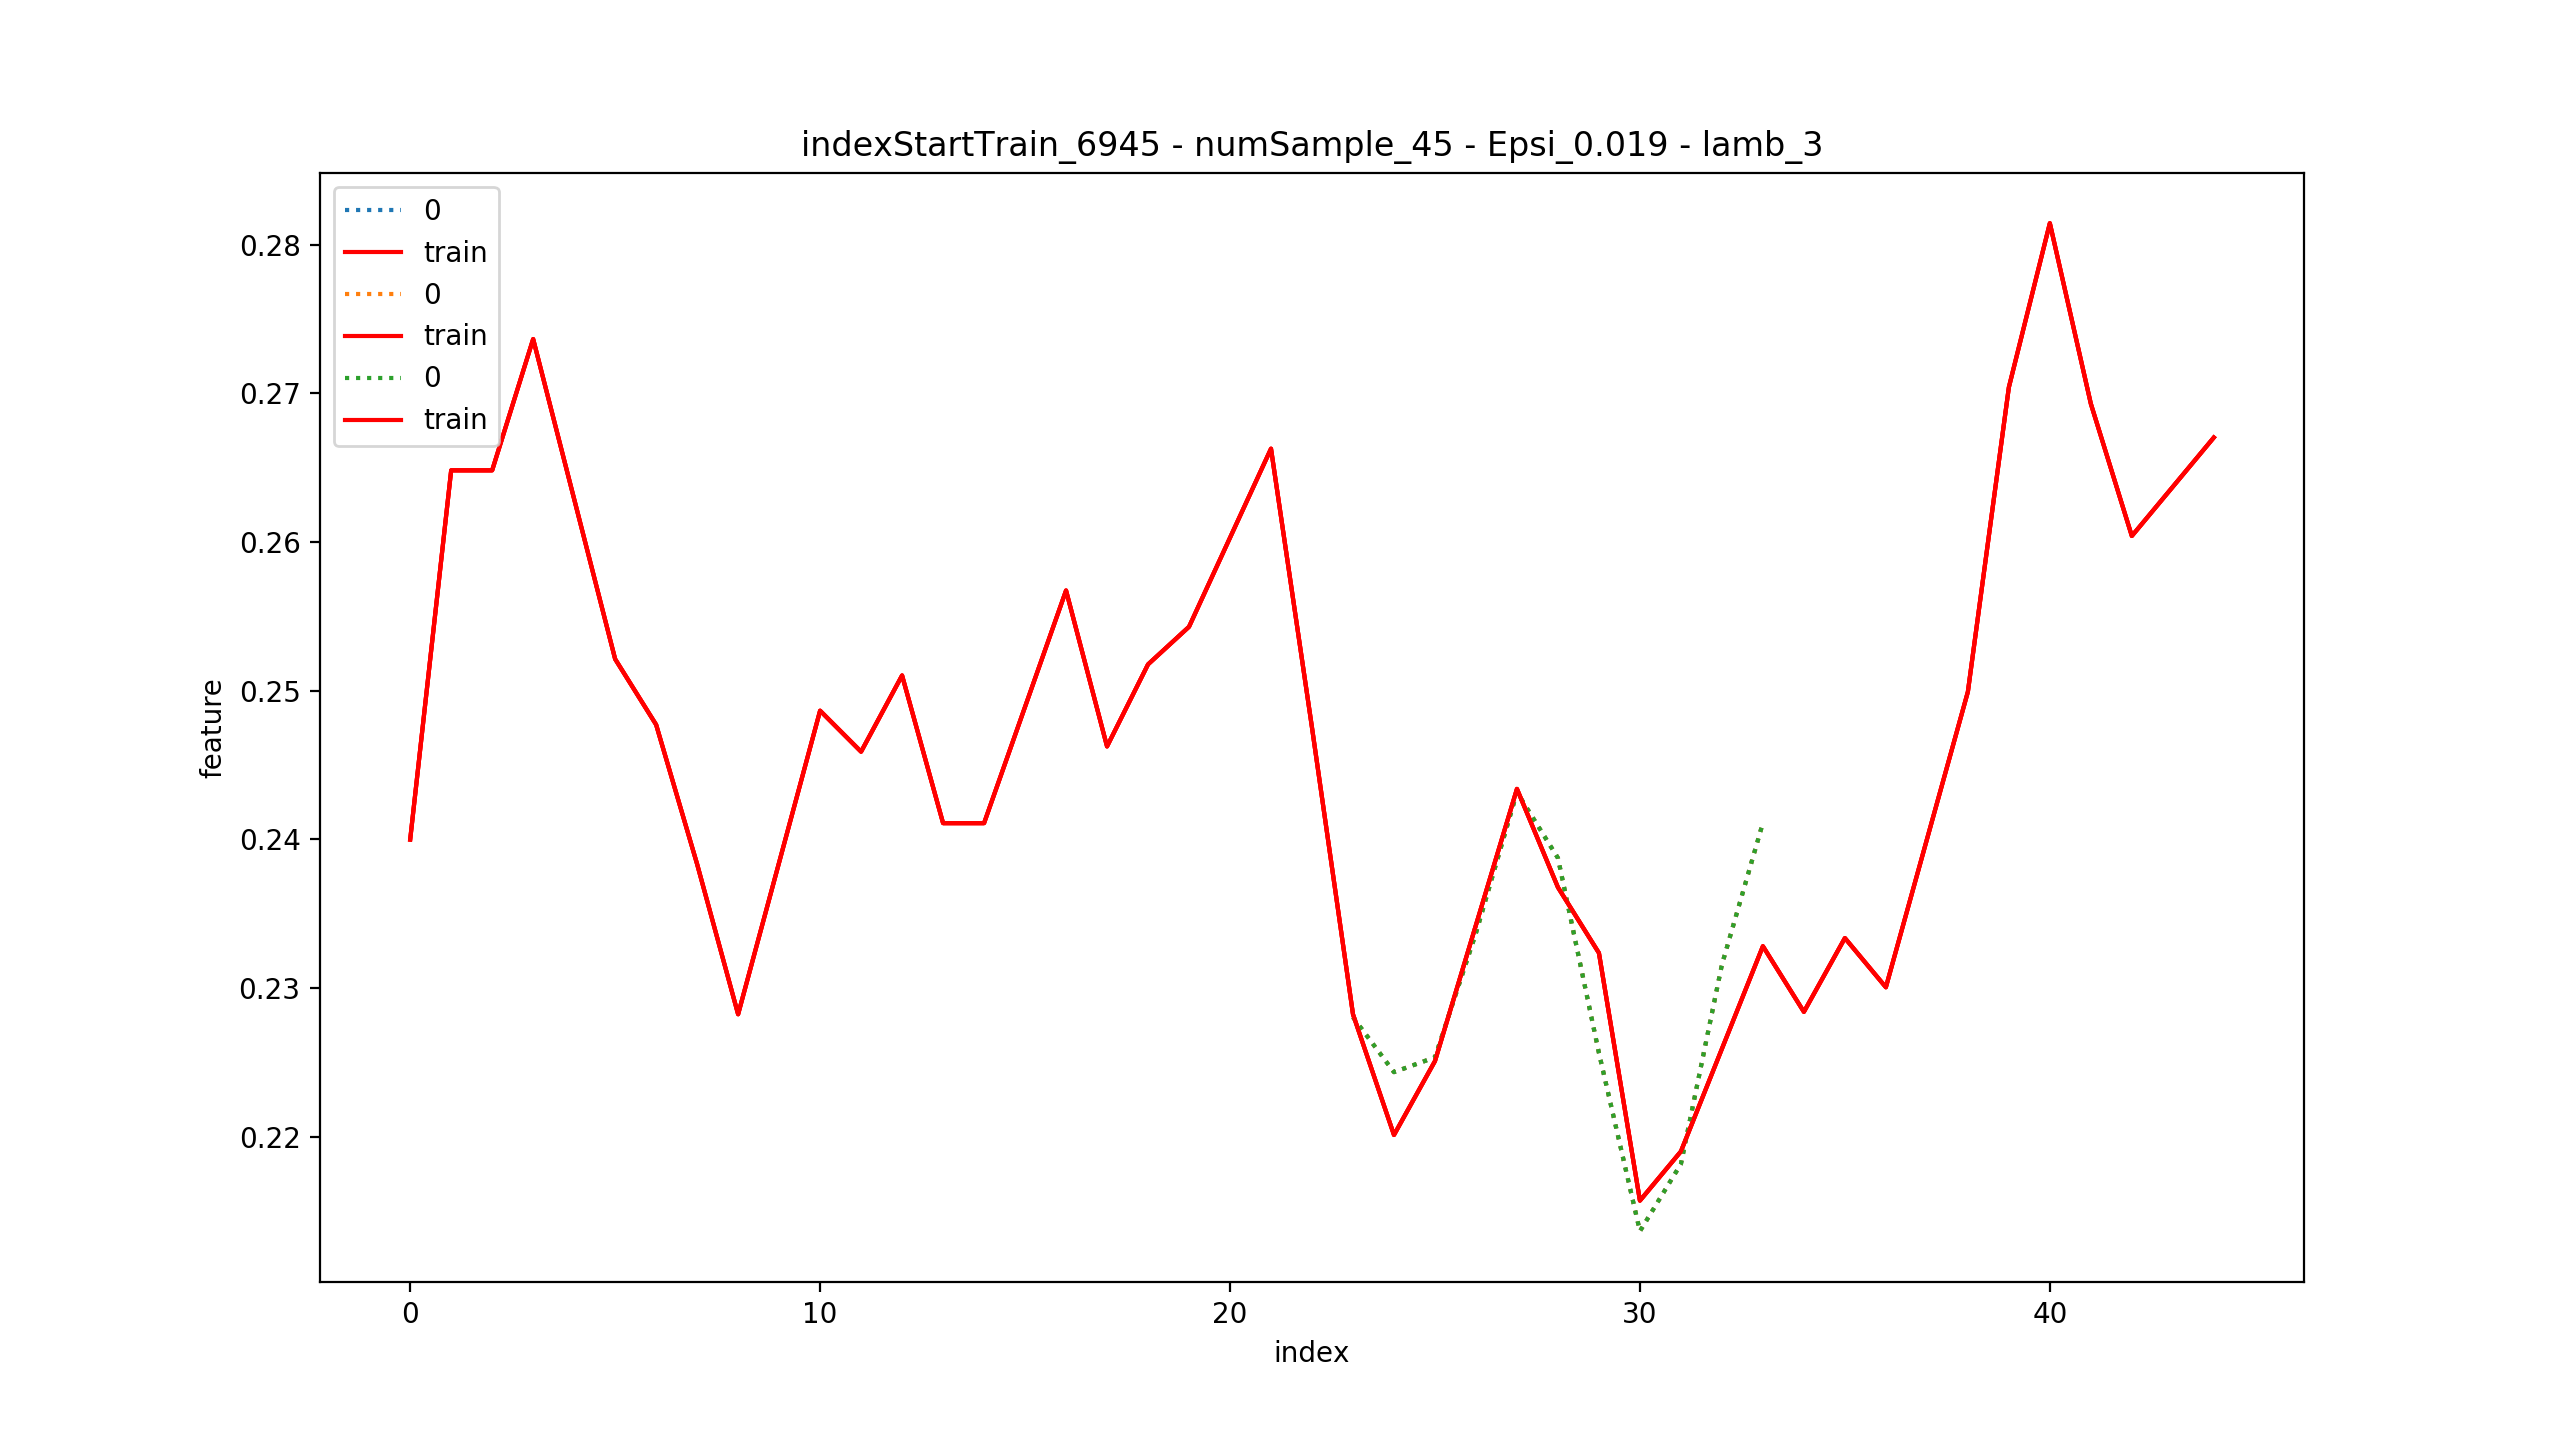 indexStartTrain_6945 - numSample_45 - Epsi_0.019 - lamb_3
0
train
0
train
0
train
0.28
0.27
0.26
0.25
0.24
0.23
0.22
feature
0 10 20 30 40
index